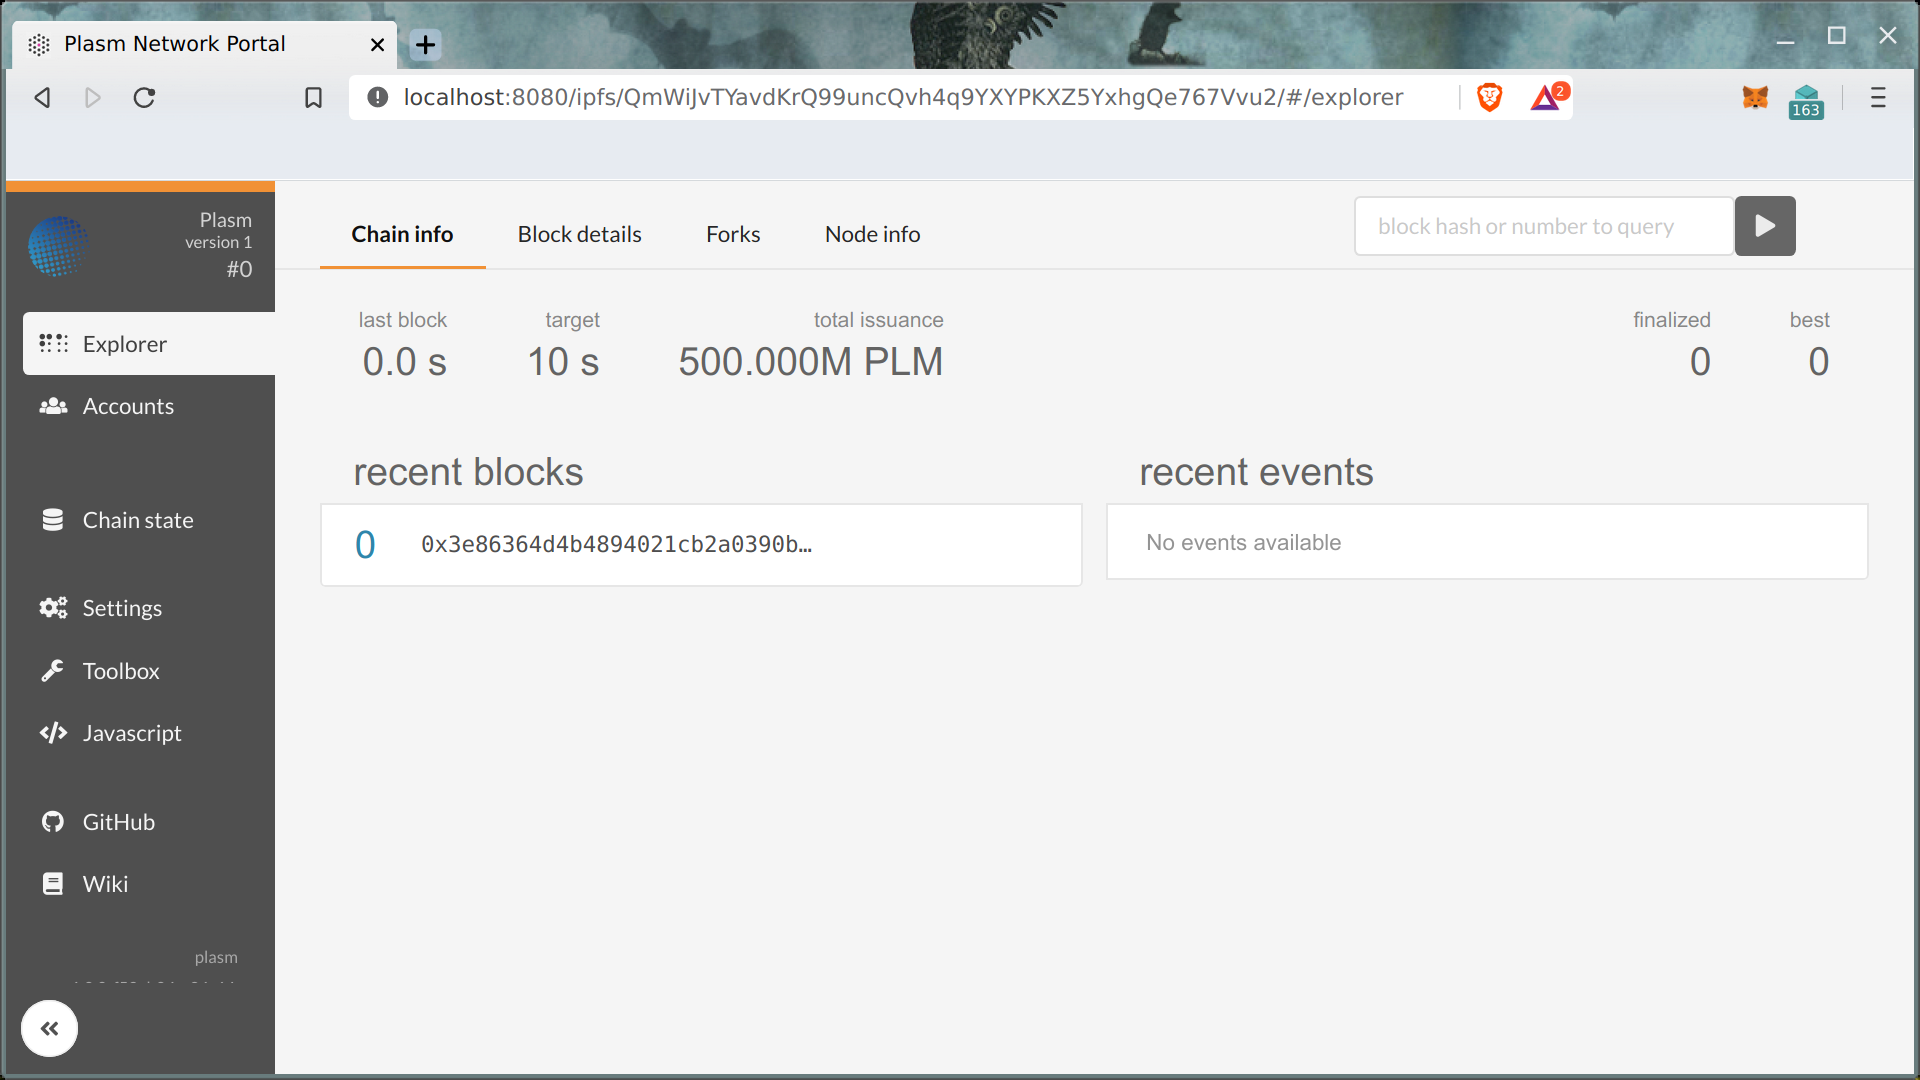 Plasm Network Portal
localhost:8080/ipfs/QmWiJvTYavdKrQ99uncQvh4q9YXYPKXZ5YxhgQe767Vvu2/#/explorer
2
163
Plasm
version 1
#0
Explorer
Accounts
Chain state
Settings
Toolbox
Javascript
GitHub
Wiki
plasm
Chain info
Block details
Forks
Node info
block hash or number to query
last block
0.0 s
target
10 s
total issuance
500.000M PLM
finalized
0
best
0
recent blocks
0 0x3e86364d4b4894021cb2a0390b…
recent events
No events available